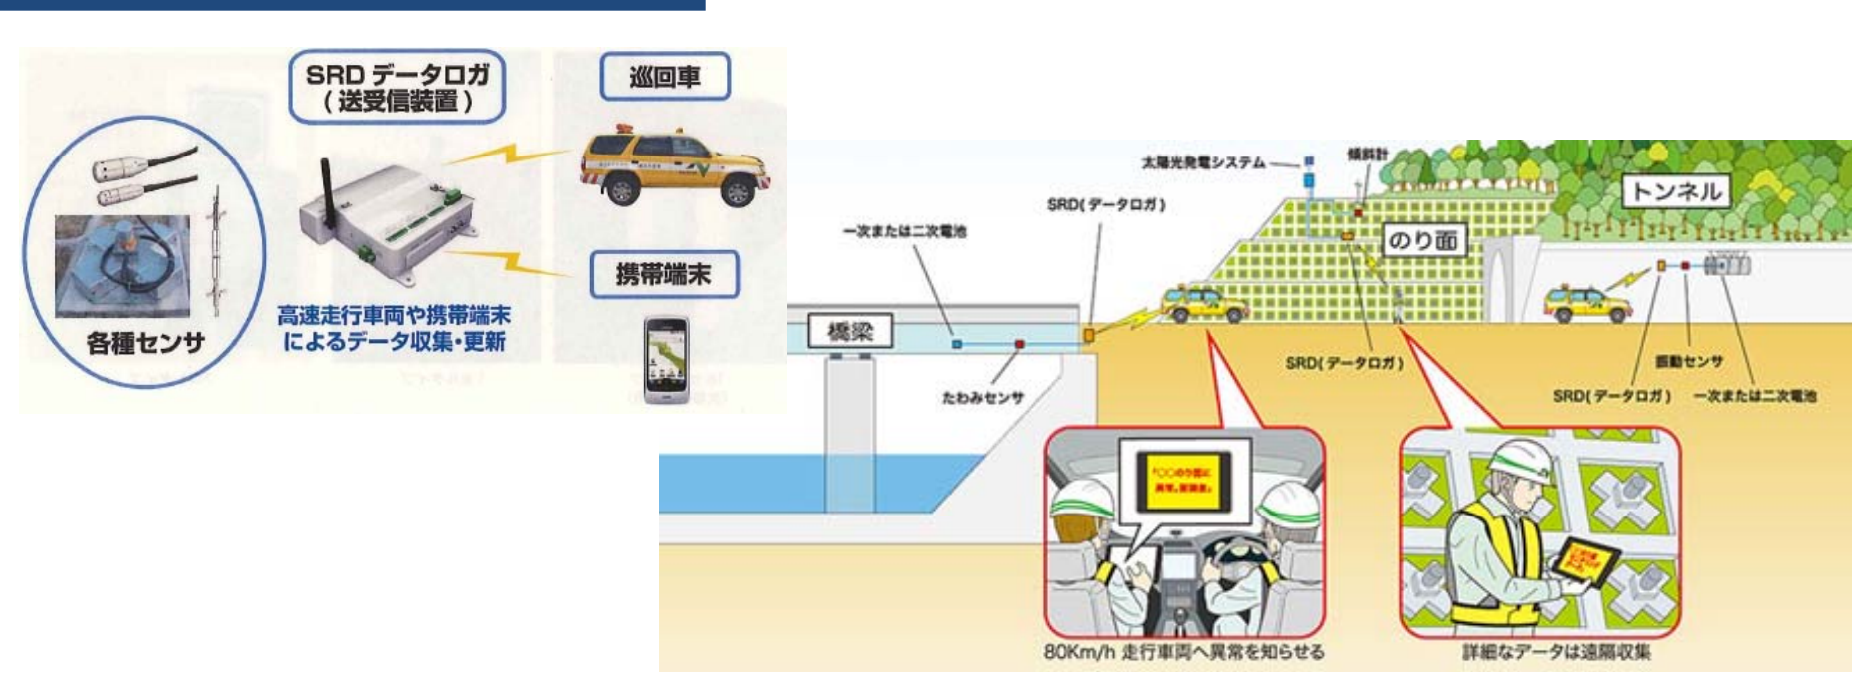 SRD データロガ
( 送受信装置 )
巡回車
携帯端末
各種センサ
高速走行車両や携帯端末
によるデータ収集・更新
太陽光発電システム
傾斜計
トンネル
SRD(データロガ)
一次または二次電池
のり面
橋梁
SRD(データロガ)
振動センサ
たわみセンサ
SRD(データロガ)
一次または二次電池
「○○のり面に
80Km/h 走行車両へ異常を知らせる
詳細なデータは遠隔収集